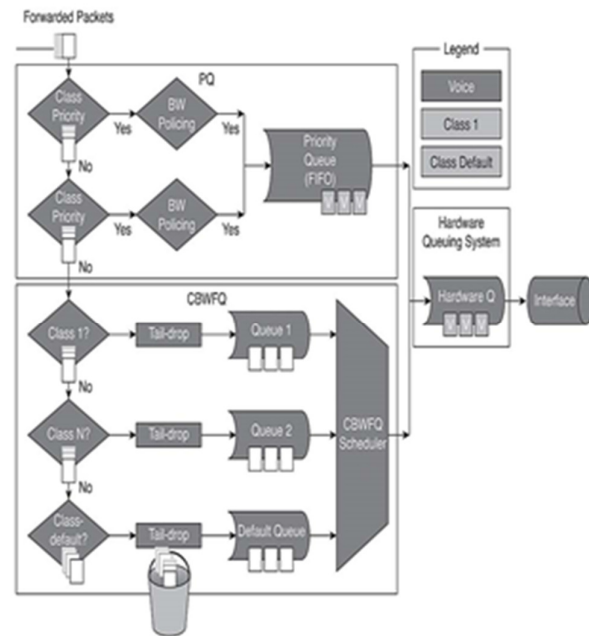 Forwarded Packets
PQ
Class
Priority
Yes
BW
Policing
Yes
Priority
Queue
(FIFO)
V V V
No
Class
Priority
Yes
BW
Policing
Yes
No
CBWFQ
Class 1?
Tail-drop
Queue 1
No
Class N?
Tail-drop
Queue 2
CBWFQ
Scheduler
No
Class-
default?
Tail-drop
Default Queue
Legend
Voice
Class 1
Class Default
Hardware
Queuing System
Hardware Q
V V V
Interface